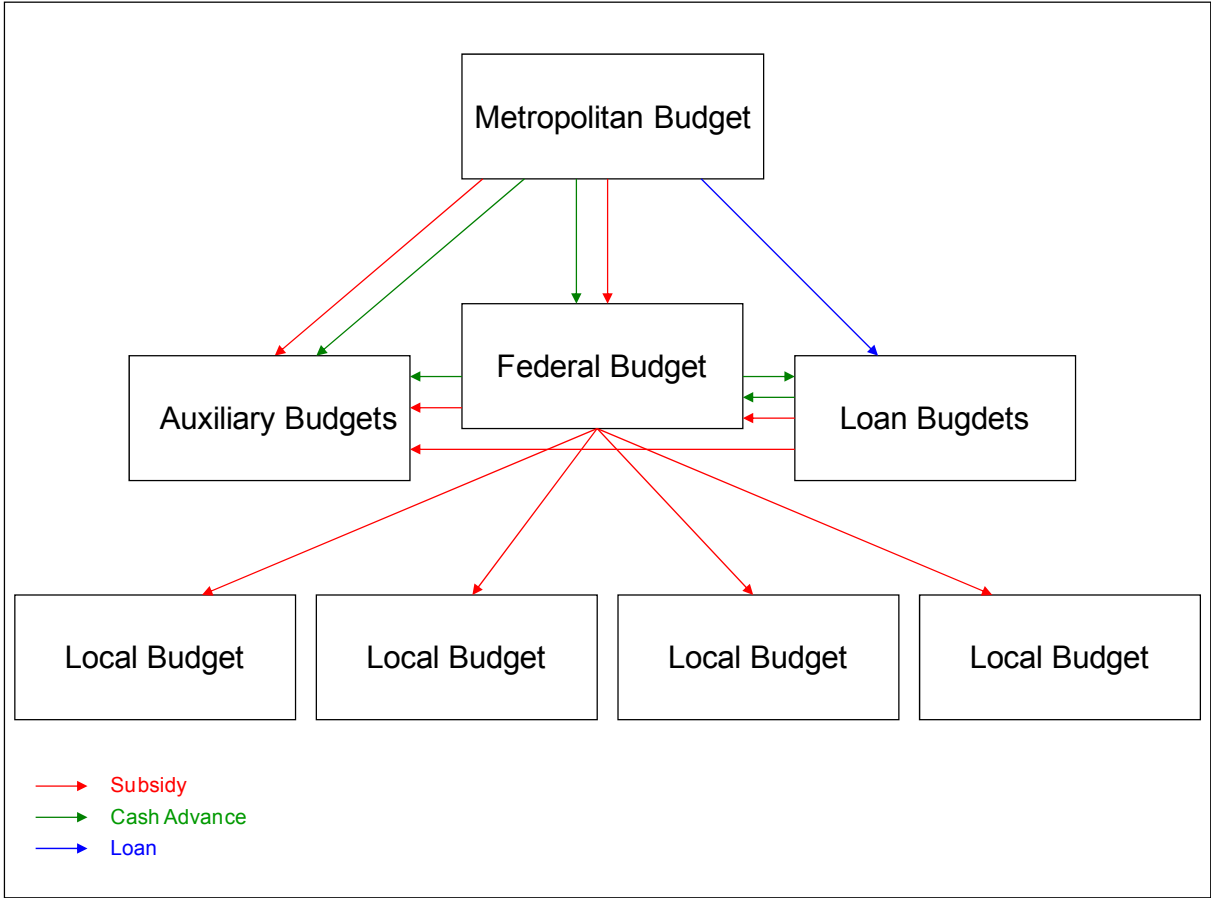 Metropolitan Budget
Federal Budget
Auxiliary Budgets
Loan Bugdets
Local Budget
Local Budget
Local Budget
Local Budget
Subsidy
Cash Advance
Loan